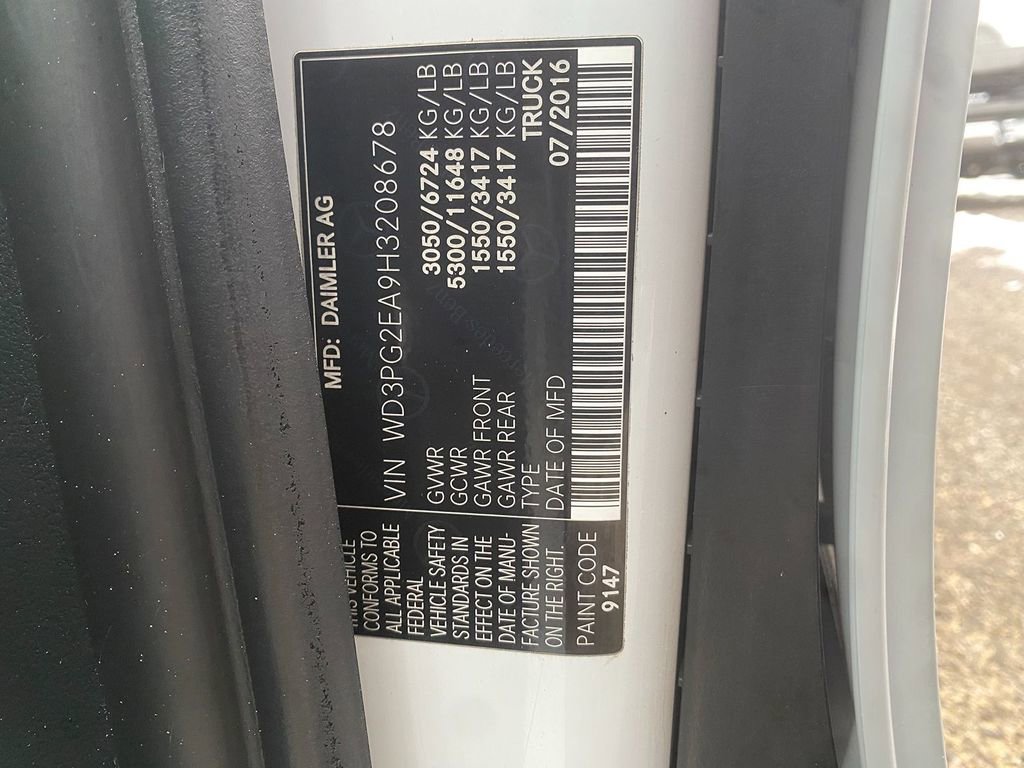 MFD: DAIMLER AG
VIN WD3PG2EA9H3208678
GVWR 3050/6724 KG/LB
GCWR 5300/11648 KG/LB
GAWR FRONT 1550/3417 KG/LB
GAWR REAR 1550/3417 KG/LB
TYPE TRUCK
DATE OF MFD 07/2016
THIS VEHICLE
CONFORMS TO
ALL APPLICABLE
FEDERAL
VEHICLE SAFETY
STANDARDS IN
EFFECT ON THE
DATE OF MANU-
FACTURE SHOWN
ON THE RIGHT.
PAINT CODE
9147